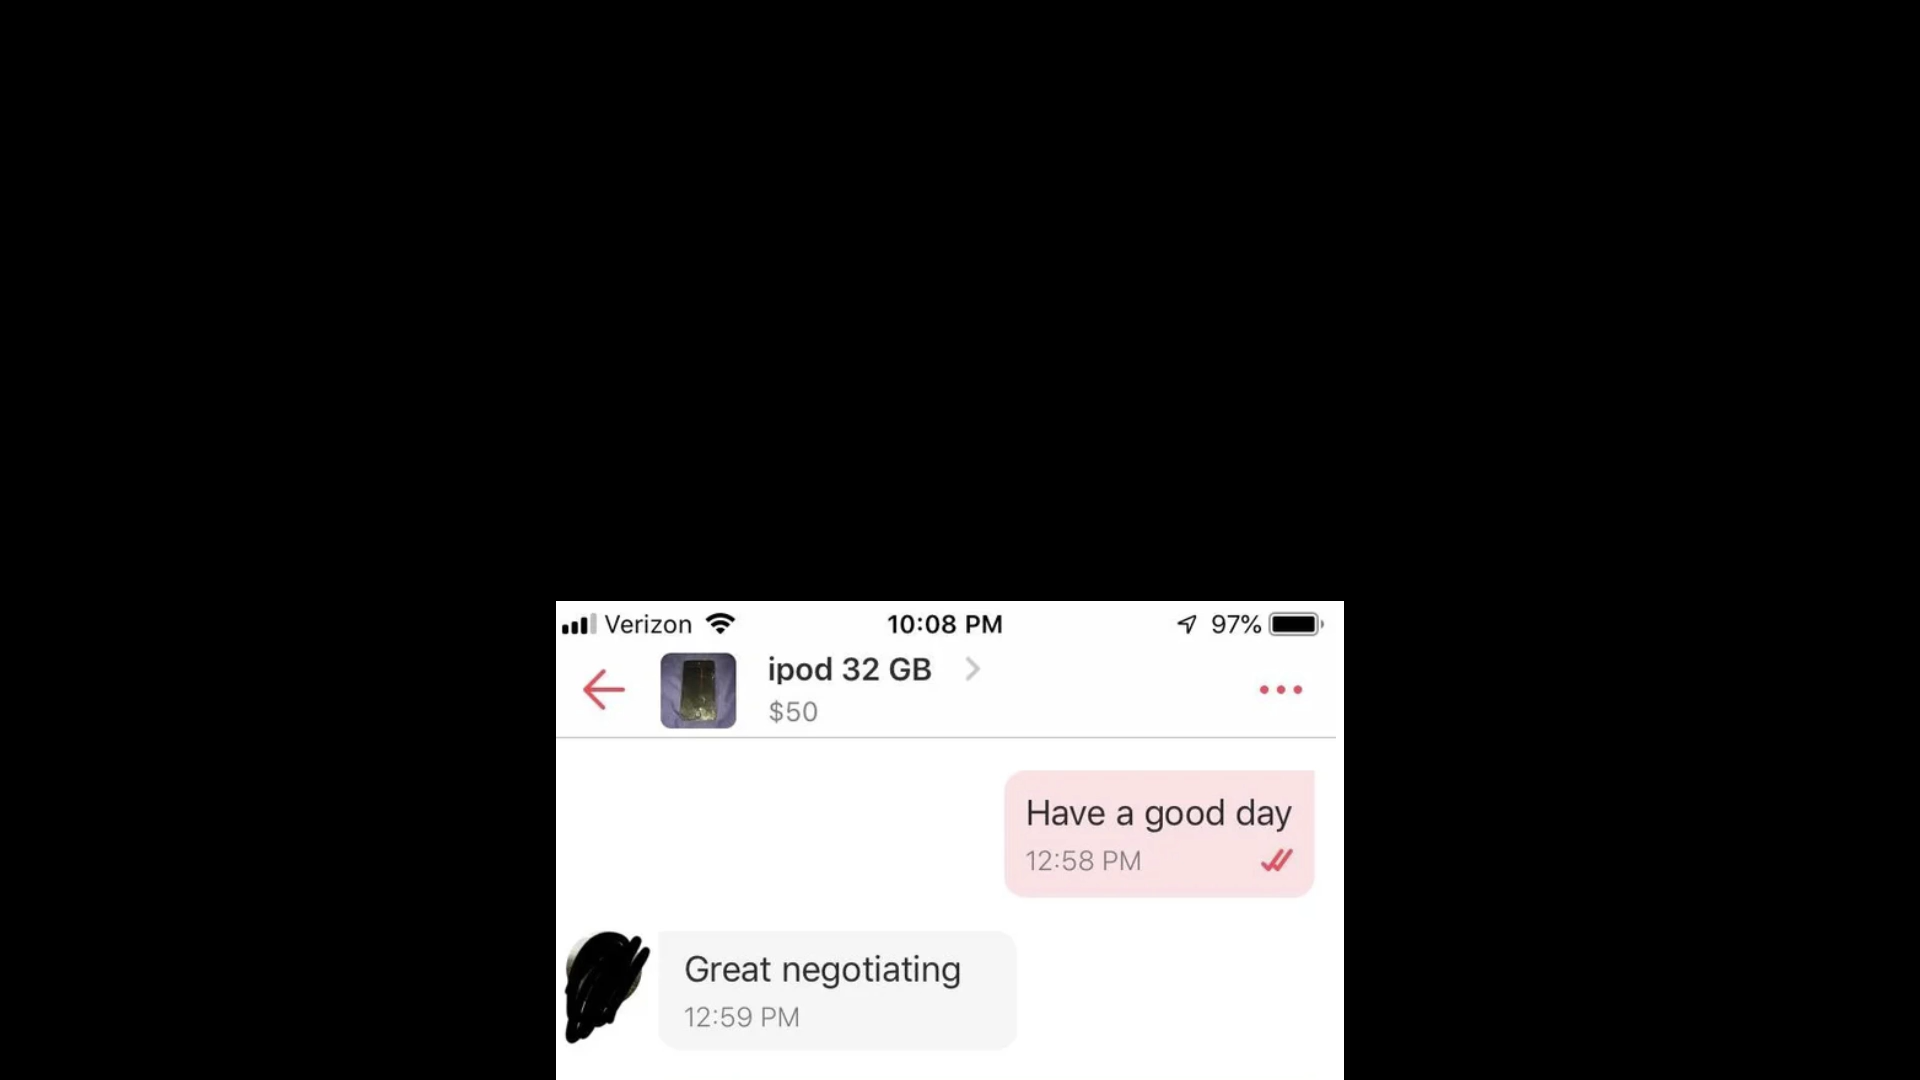 Verizon 10:08 PM 97%
ipod 32 GB
$50
Have a good day
12:58 PM
Great negotiating
12:59 PM